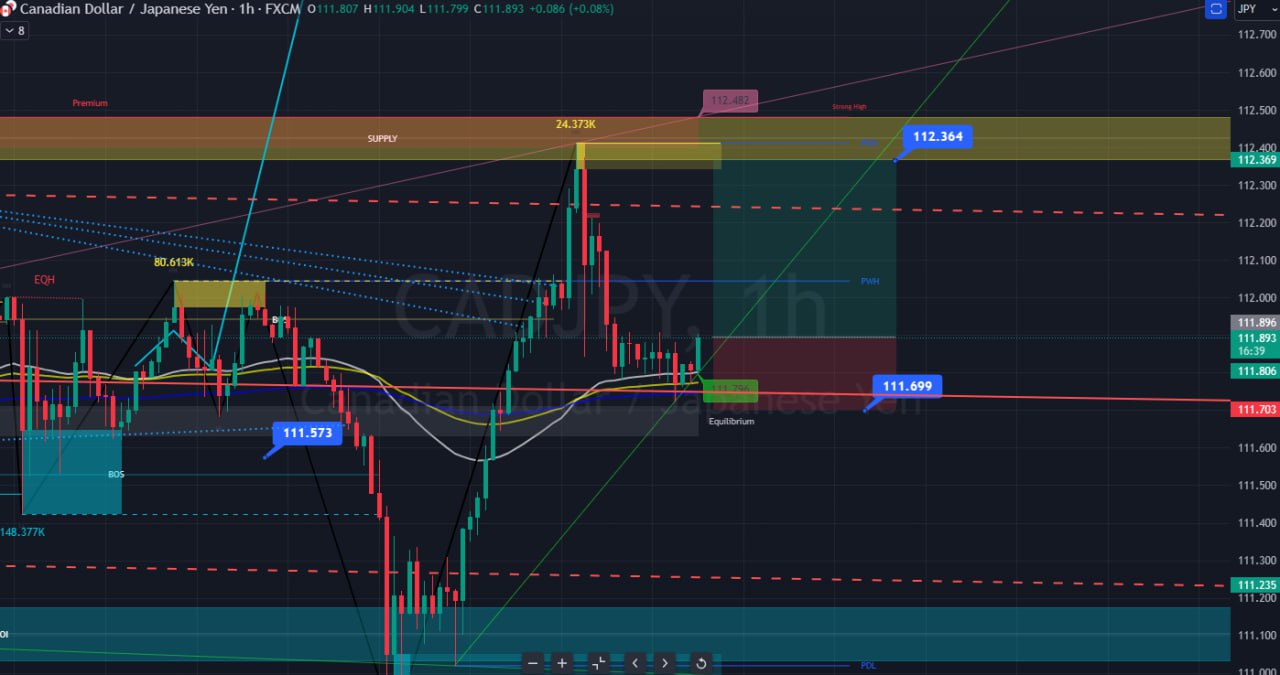 Canadian Dollar / Japanese Yen · 1h · FXCM O111.807 H111.904 L111.799 C111.893 +0.086 (+0.08%)
JPY
8
112.700
112.600
Premium
112.482
Strong High
112.500
24.373K
SUPPLY
112.364
112.400
112.369
112.300
112.200
112.100
80.613K
EQH
PWH
CADJPY, 1h
112.000
BOS
111.896
111.893
16:39
111.806
111.796
111.699
Canadian Dollar / Japanese Yen
111.703
Equilibrium
111.573
111.600
BOS
111.500
148.377K
111.400
111.300
111.235
111.200
OI
111.100
PDL
111.000